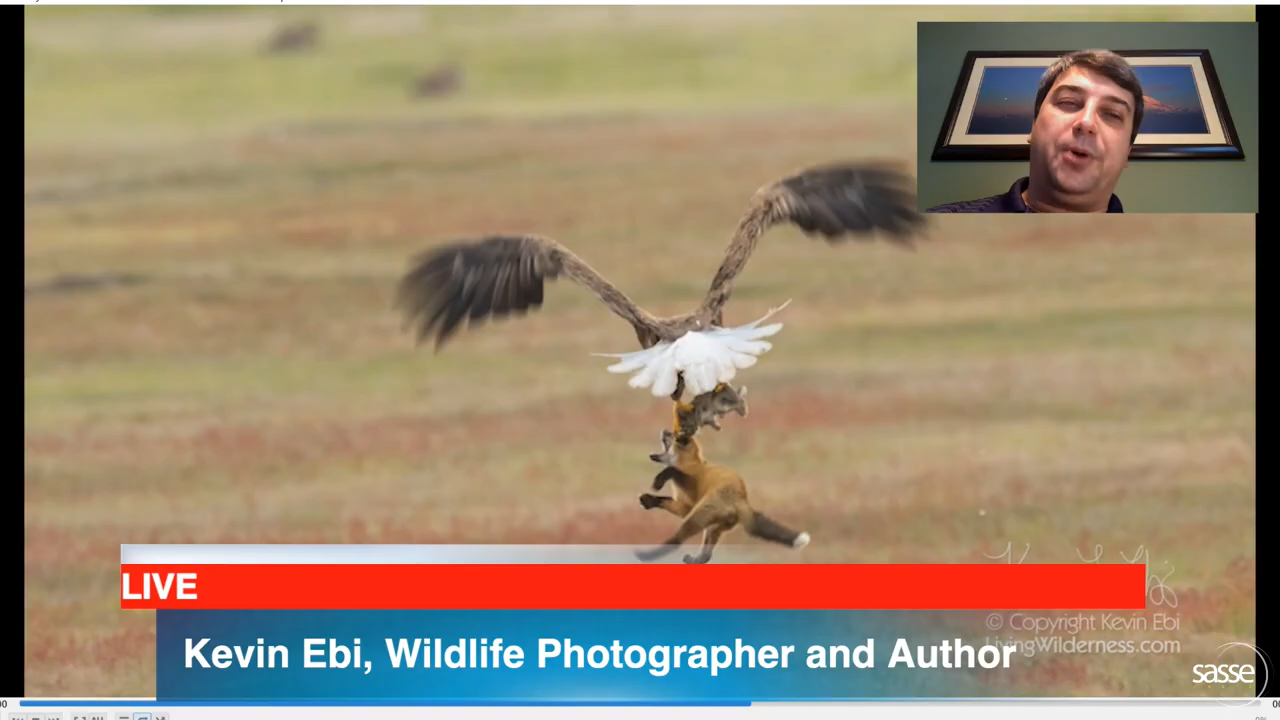 LIVE
Kevin Ebi, Wildlife Photographer and Author
© Copyright Kevin Ebi
LivingWilderness.com
sasse